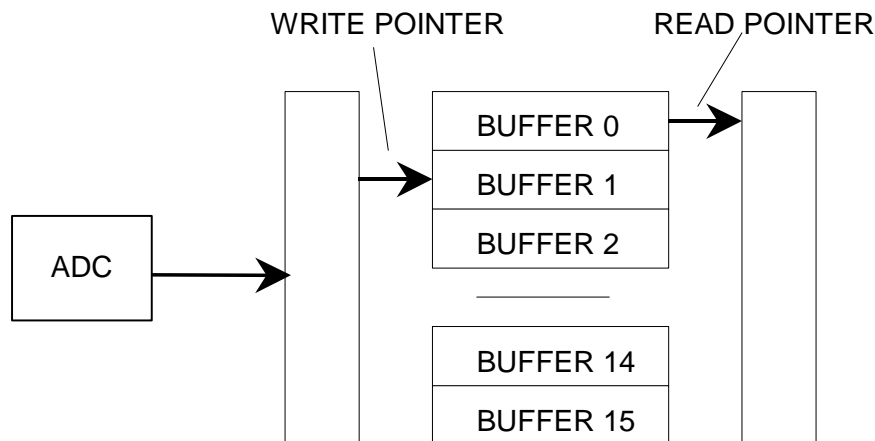 WRITE POINTER
READ POINTER
BUFFER 0
BUFFER 1
BUFFER 2
ADC
BUFFER 14
BUFFER 15